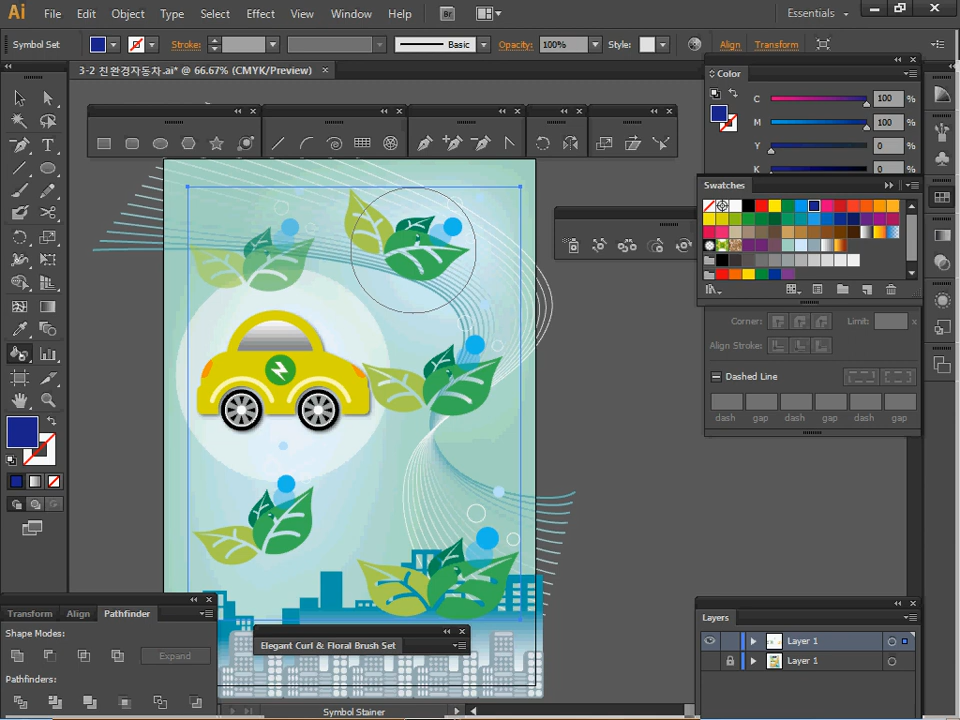 Ai File Edit Object Type Select Effect View Window Help Br Essentials
Symbol Set Stroke: Basic Opacity: 100% Style: Align Transform
3-2 친환경자동차.ai* @ 66.67% (CMYK/Preview)
Color
C 100 %
M 100 %
Y 0 %
K 0 %
Swatches
Corner: Limit: x
Align Stroke:
Dashed Line
dash gap dash gap dash gap
Transform Align Pathfinder
Shape Modes:
Expand
Pathfinders:
Elegant Curl & Floral Brush Set
Layers
Layer 1
Layer 1
Symbol Stainer